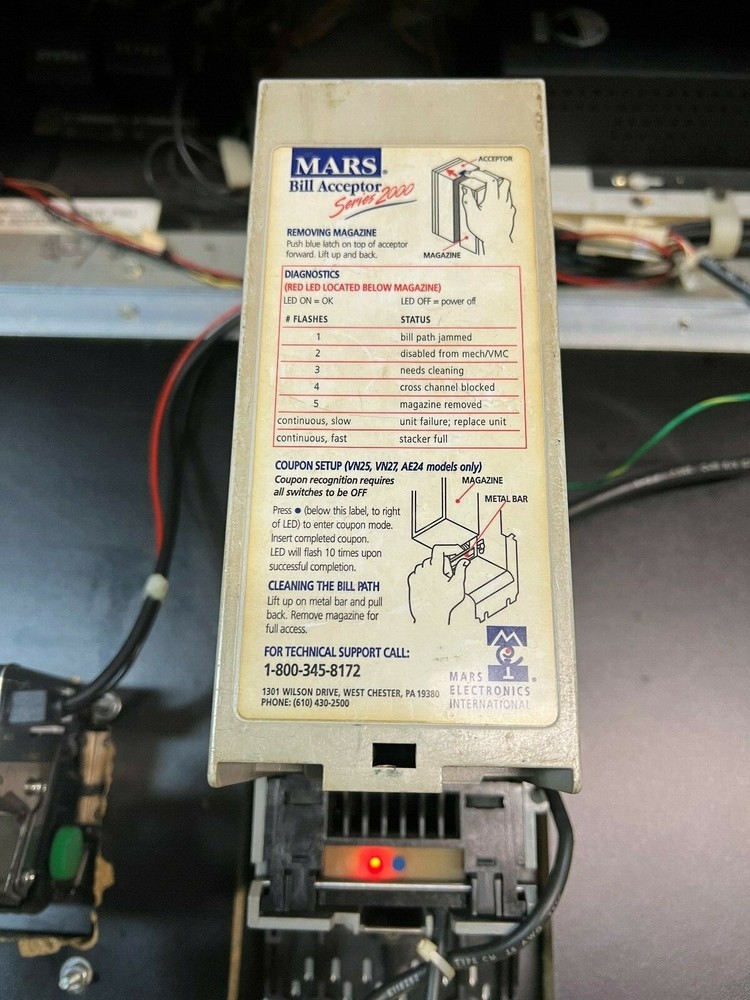 MARS®
Bill Acceptor
Series 2000
ACCEPTOR
MAGAZINE
REMOVING MAGAZINE
Push blue latch on top of acceptor
forward. Lift up and back.
DIAGNOSTICS
(RED LED LOCATED BELOW MAGAZINE)
LED ON = OK LED OFF = power off
# FLASHES STATUS
1 bill path jammed
2 disabled from mech/VMC
3 needs cleaning
4 cross channel blocked
5 magazine removed
continuous, slow unit failure; replace unit
continuous, fast stacker full
COUPON SETUP (VN25, VN27, AE24 models only)
Coupon recognition requires
all switches to be OFF
Press ● (below this label, to right
of LED) to enter coupon mode.
Insert completed coupon.
LED will flash 10 times upon
successful completion.
MAGAZINE
METAL BAR
CLEANING THE BILL PATH
Lift up on metal bar and pull
back. Remove magazine for
full access.
FOR TECHNICAL SUPPORT CALL:
1-800-345-8172
1301 WILSON DRIVE, WEST CHESTER, PA 19380
PHONE: (610) 430-2500
MEI®
MARS
ELECTRONICS
INTERNATIONAL